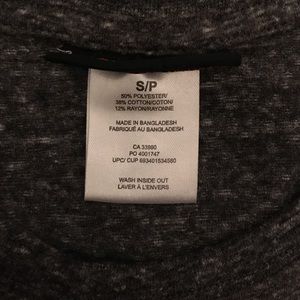 S/P
50% POLYESTER/
38% COTTON/COTON/
12% RAYON/RAYONNE
MADE IN BANGLADESH
FABRIQUÉ AU BANGLADESH
CA 33990
PO 4001747
UPC/ CUP 693401534560
WASH INSIDE OUT
LAVER À L'ENVERS